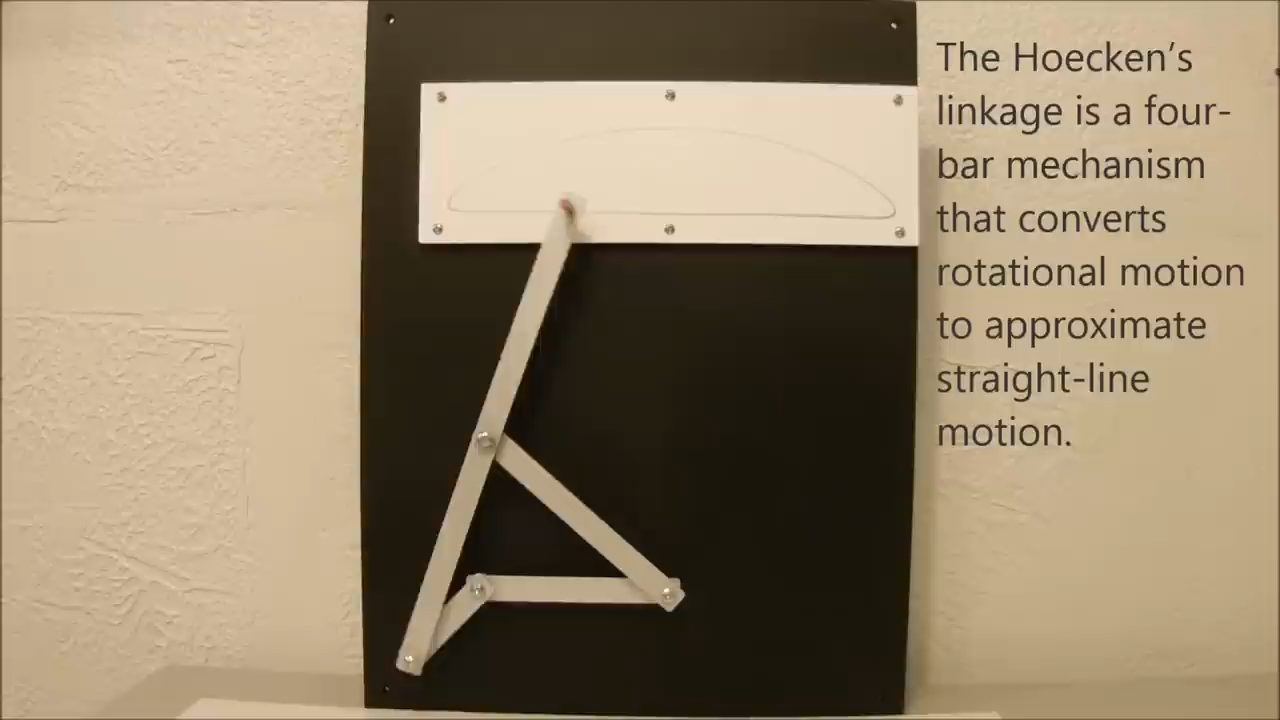 The Hoecken’s
linkage is a four-
bar mechanism
that converts
rotational motion
to approximate
straight-line
motion.